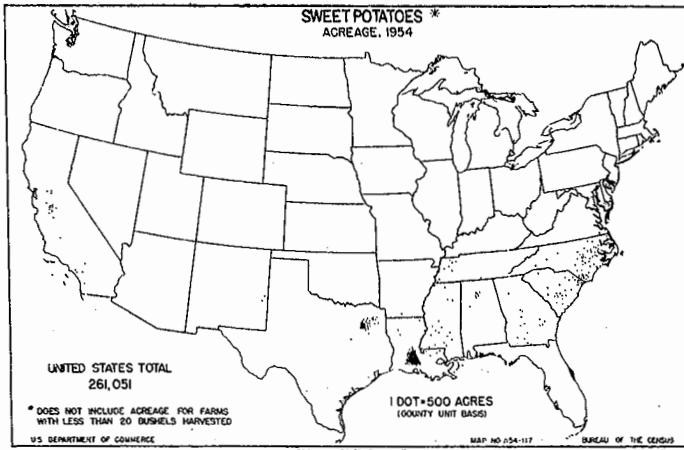 SWEET POTATOES *
ACREAGE, 1954
UNITED STATES TOTAL
261,051
1 DOT=500 ACRES
(COUNTY UNIT BASIS)
* DOES NOT INCLUDE ACREAGE FOR FARMS
WITH LESS THAN 20 BUSHELS HARVESTED
U.S. DEPARTMENT OF COMMERCE
MAP NO. A54-117
BUREAU OF THE CENSUS